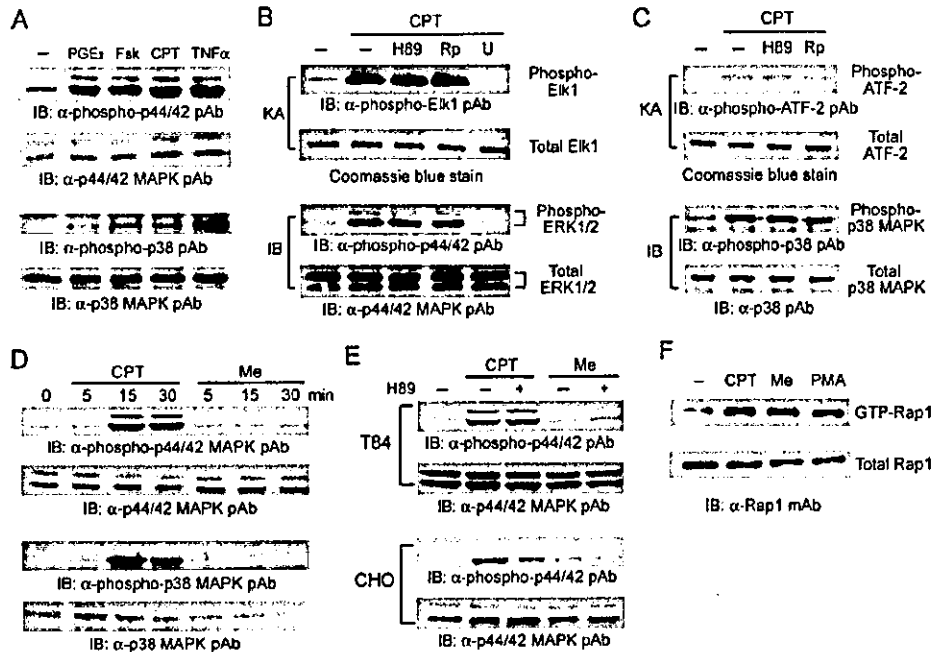 A
– PGE₂ Fsk CPT TNFα
IB: α-phospho-p44/42 pAb
IB: α-p44/42 MAPK pAb
IB: α-phospho-p38 pAb
IB: α-p38 MAPK pAb
B
CPT
– – H89 Rp U
KA
Phospho-
Elk1
IB: α-phospho-Elk1 pAb
Total Elk1
Coomassie blue stain
IB
Phospho-
ERK1/2
IB: α-phospho-p44/42 pAb
Total
ERK1/2
IB: α-p44/42 MAPK pAb
C
CPT
– – H89 Rp
KA
Phospho-
ATF-2
IB: α-phospho-ATF-2 pAb
Total
ATF-2
Coomassie blue stain
IB
Phospho-
p38 MAPK
IB: α-phospho-p38 pAb
Total
p38 MAPK
IB: α-p38 pAb
D
CPT Me
0 5 15 30 5 15 30 min
IB: α-phospho-p44/42 MAPK pAb
IB: α-p44/42 MAPK pAb
IB: α-phospho-p38 MAPK pAb
IB: α-p38 MAPK pAb
E
CPT Me
H89 – – + – +
T84
IB: α-phospho-p44/42 pAb
IB: α-p44/42 MAPK pAb
CHO
IB: α-phospho-p44/42 pAb
IB: α-p44/42 MAPK pAb
F
– CPT Me PMA
GTP-Rap1
Total Rap1
IB: α-Rap1 mAb